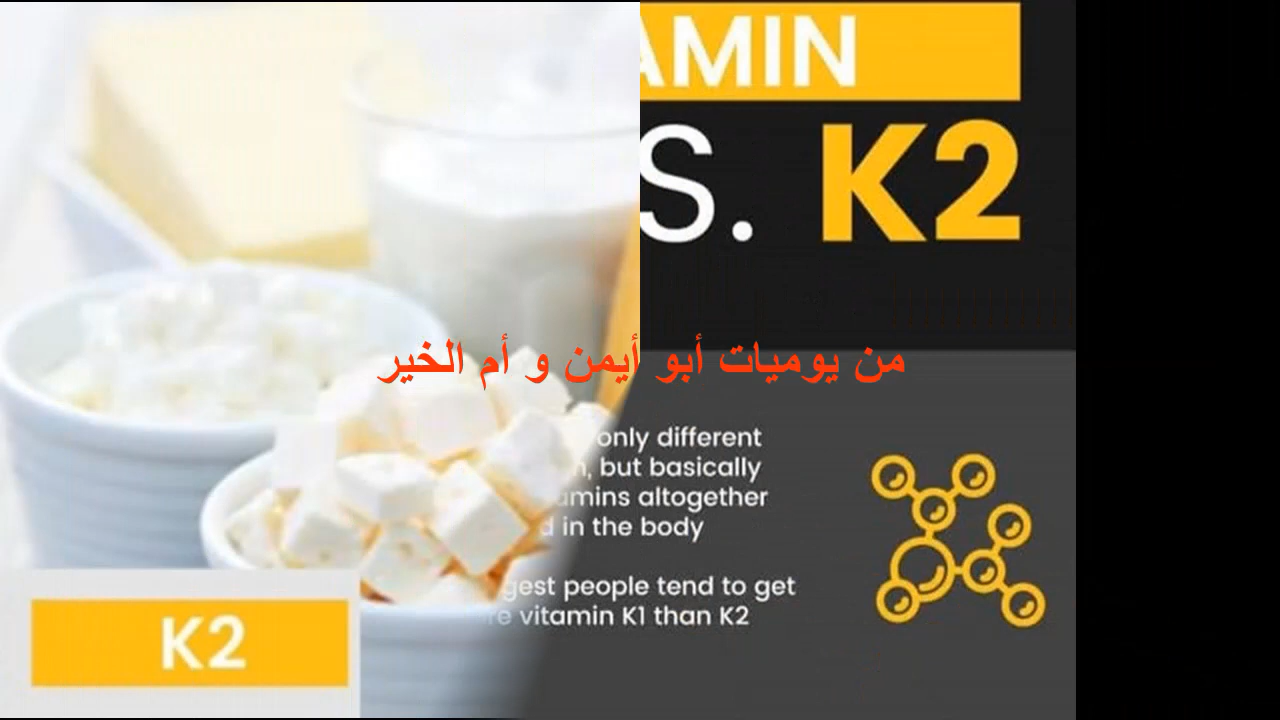 AMIN
S. K2
من يوميات أبو أيمن و أم الخير
only different
, but basically
amins altogether
d in the body
gest people tend to get
re vitamin K1 than K2
K2